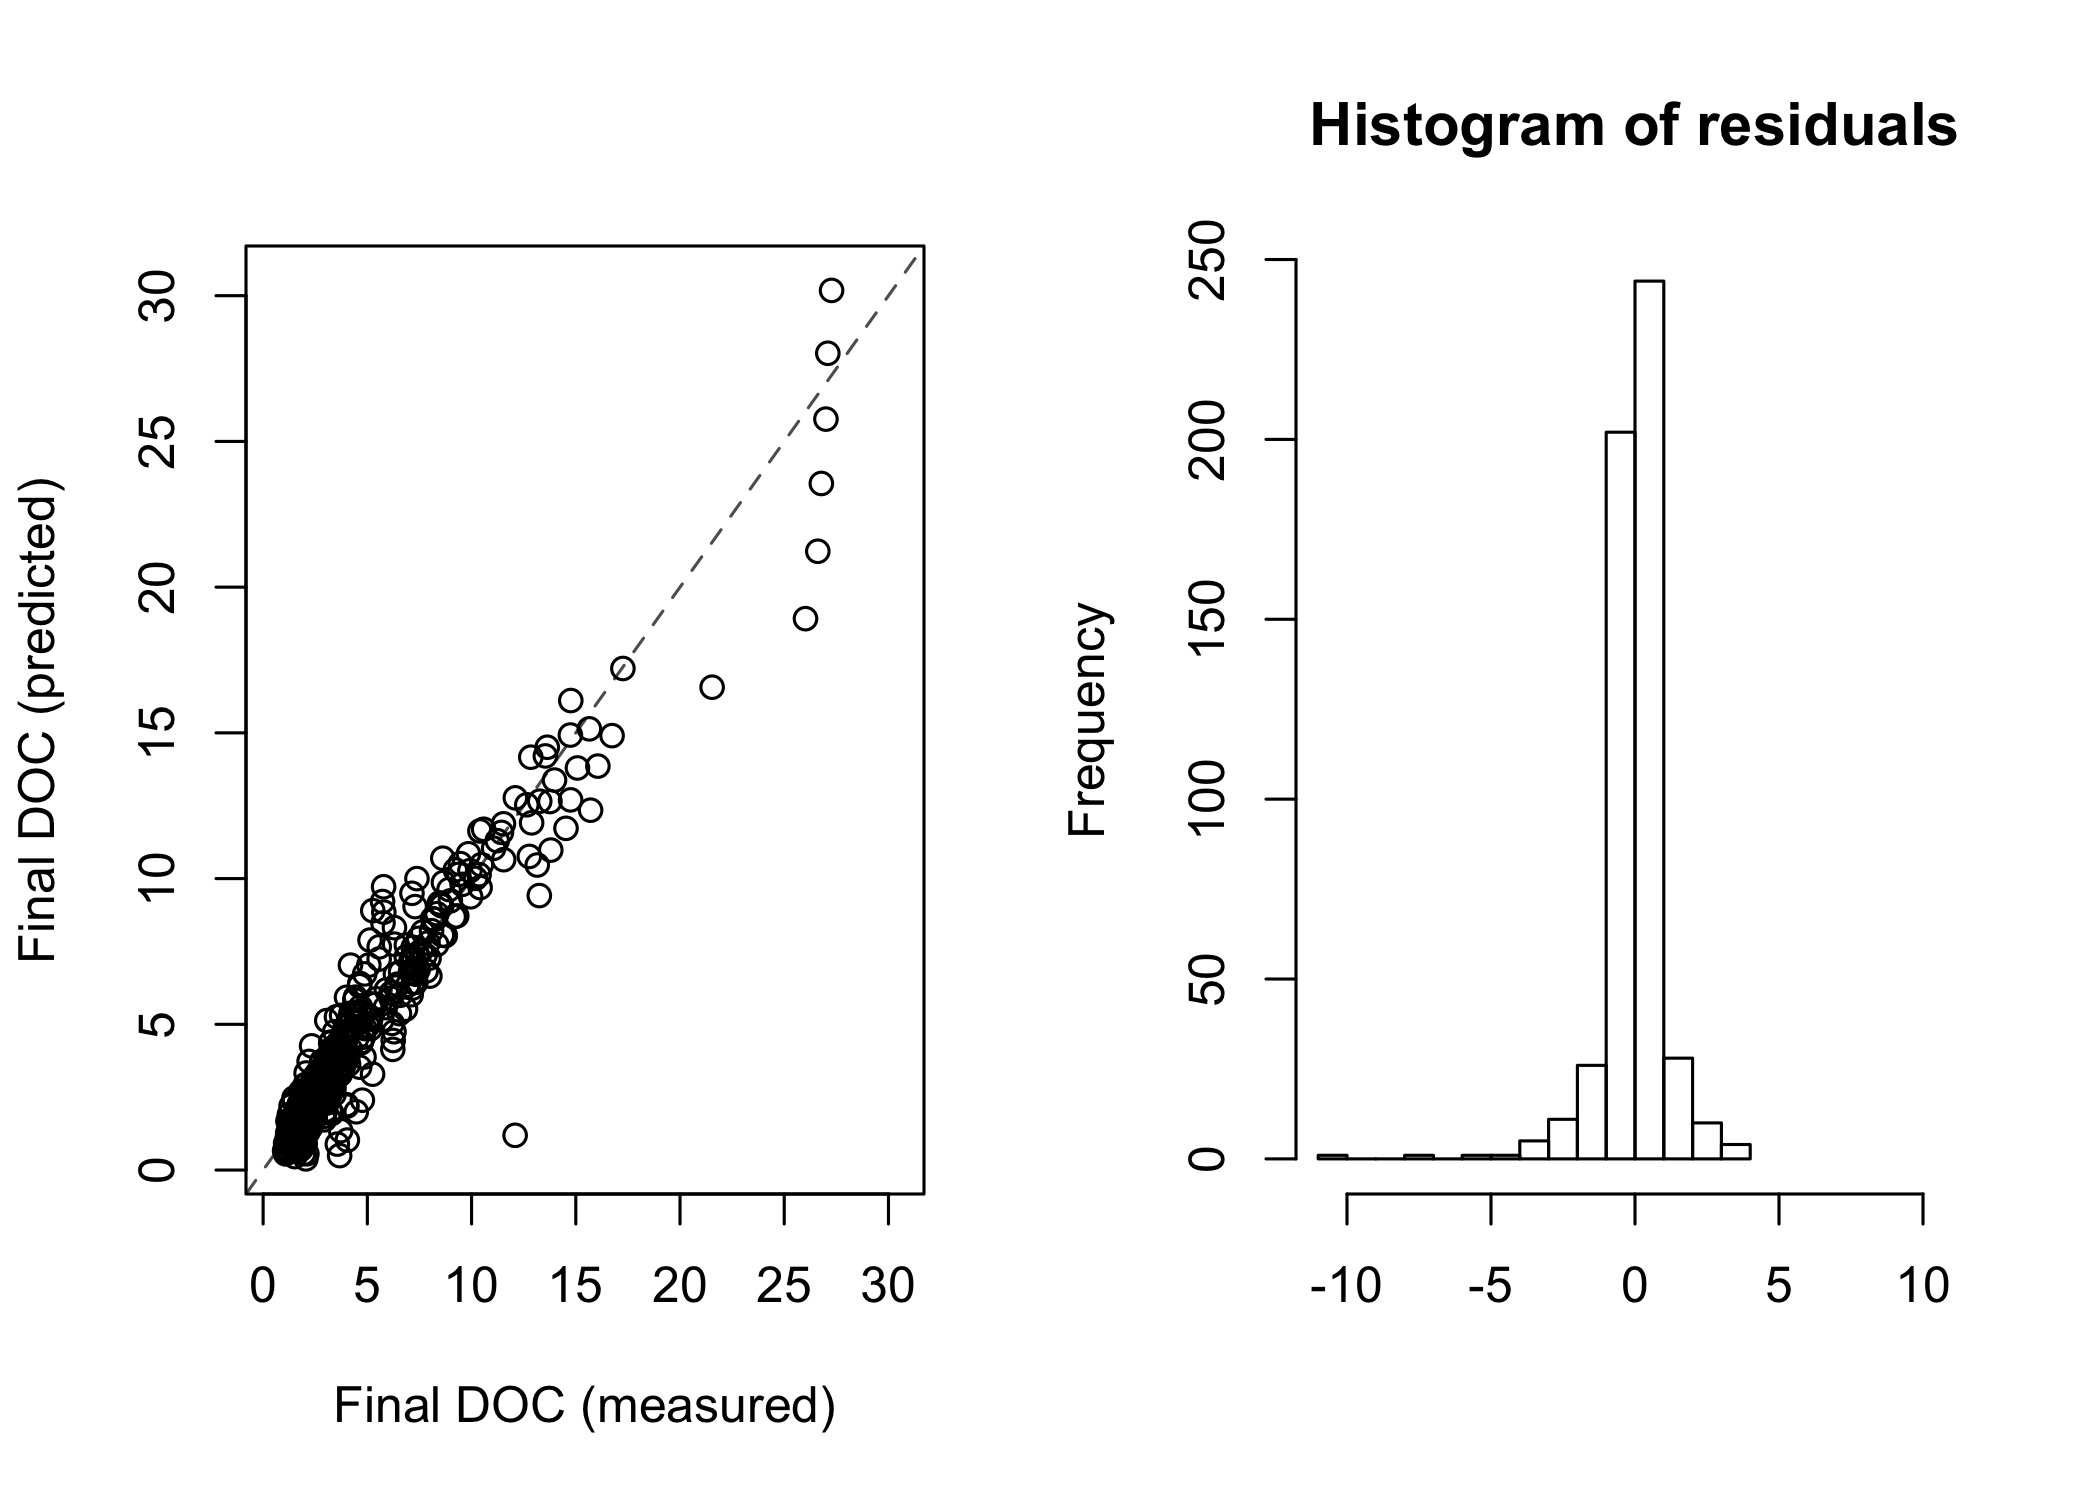 Final DOC (predicted)
30
25
20
15
10
5
0
0 5 10 15 20 25 30
Final DOC (measured)
Histogram of residuals
Frequency
250
200
150
100
50
0
-10 -5 0 5 10